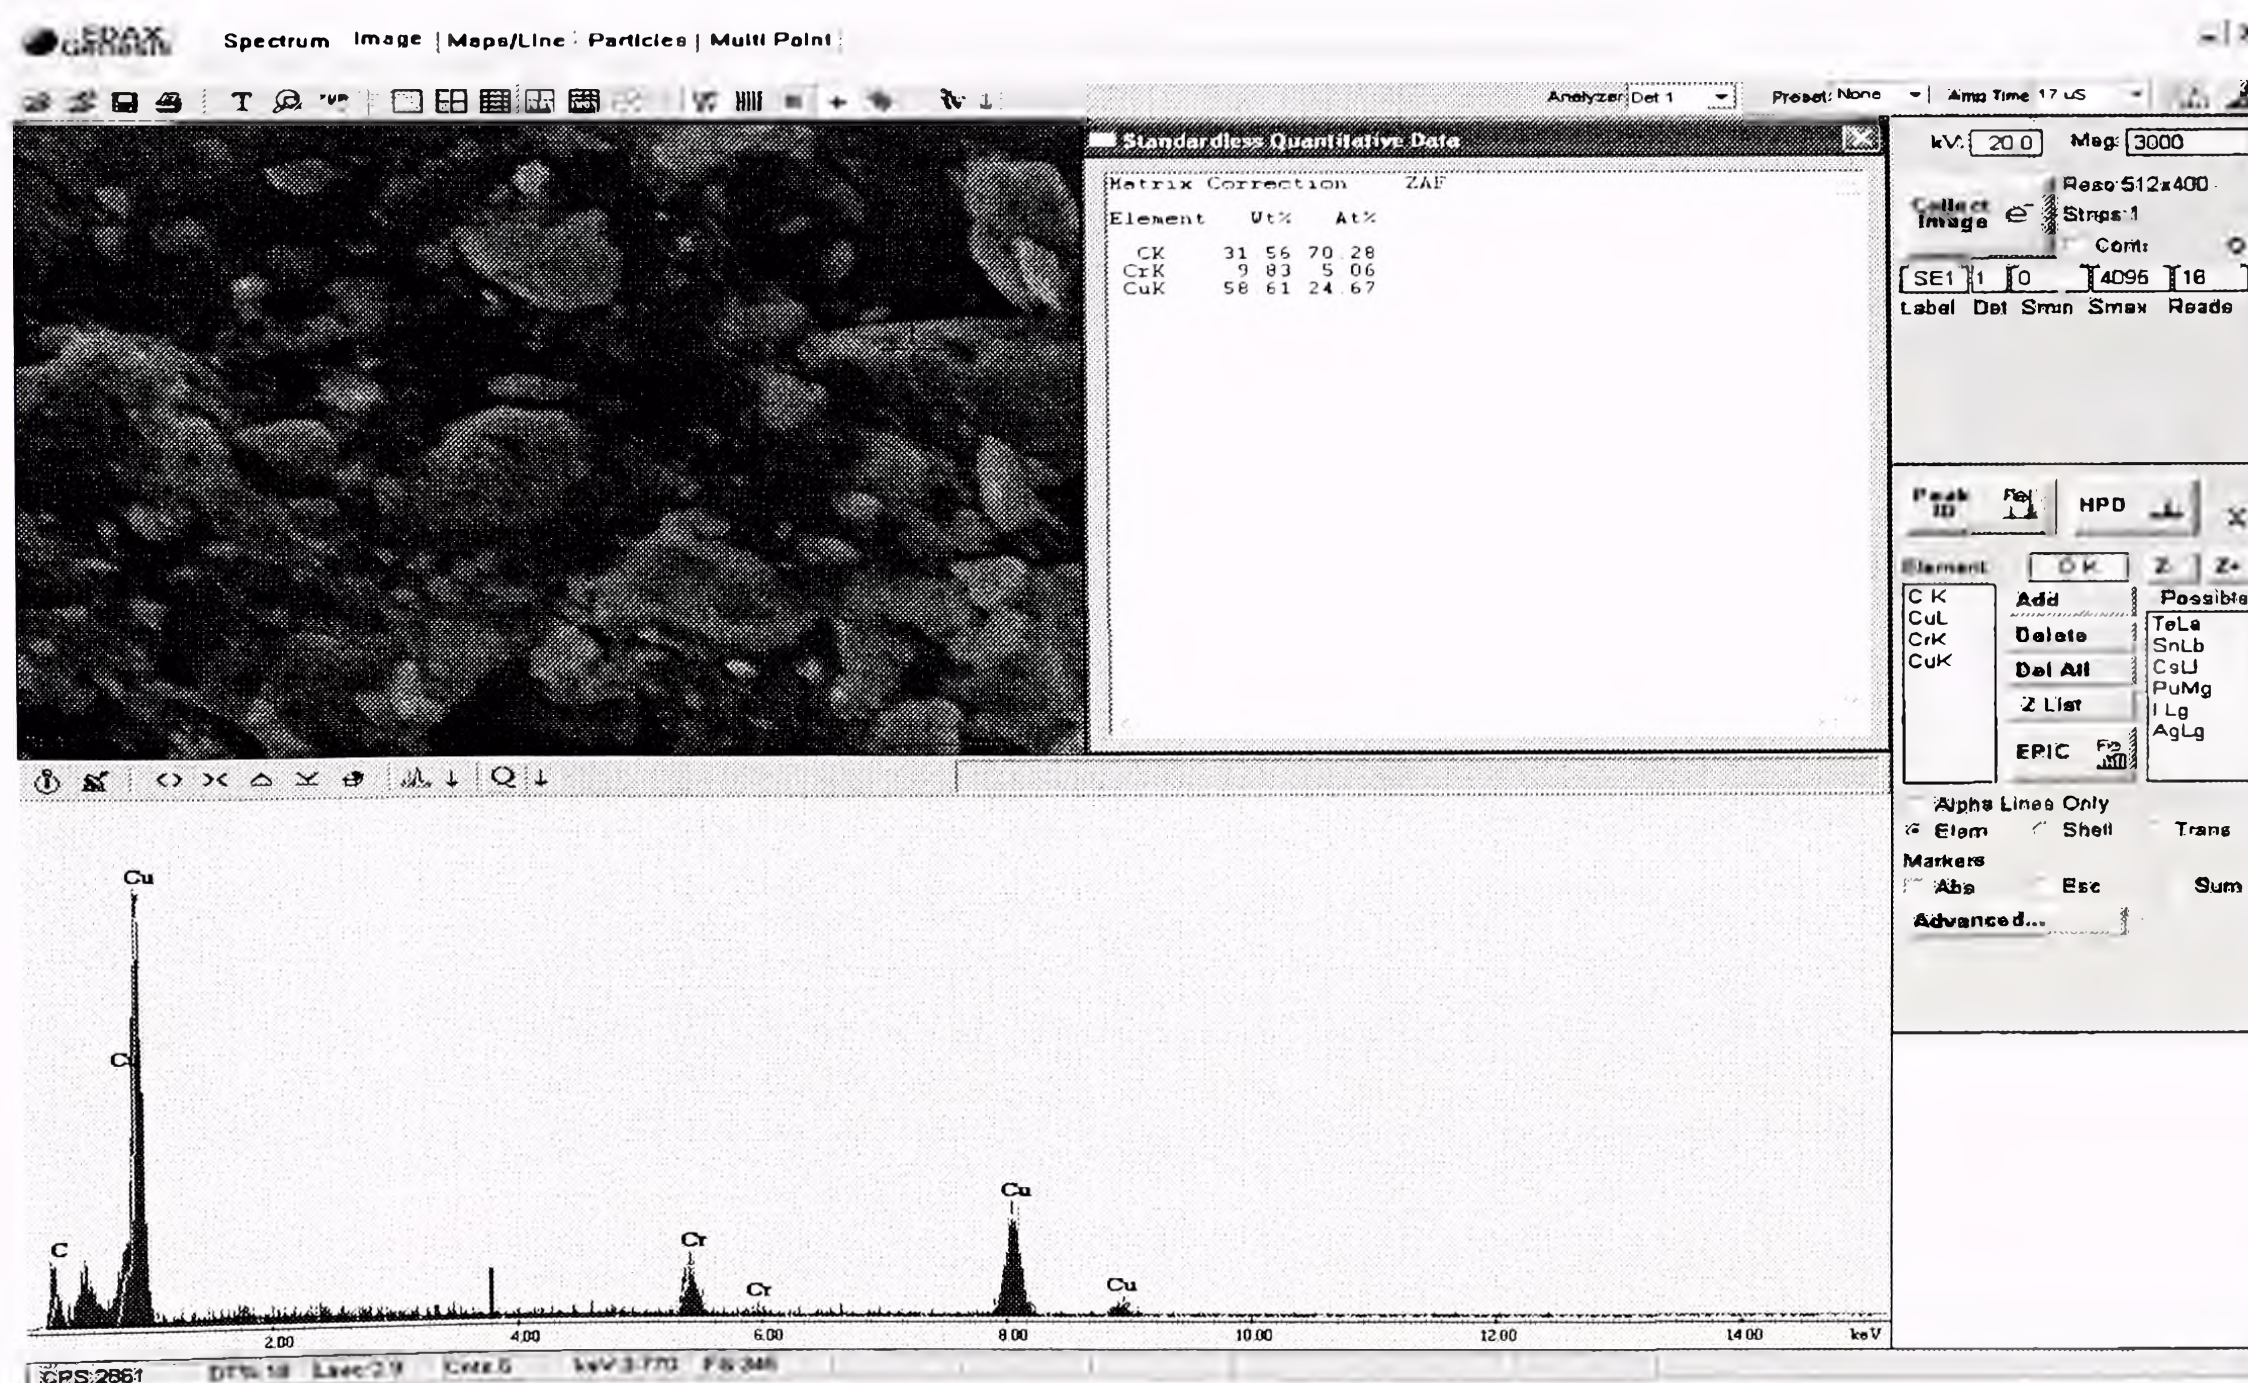 EDAX
Genesis
Spectrum Image | Maps/Line Particles | Multi Point
T
Analyzer: Det 1 Preset: None Amp Time 17 uS
Standardless Quantitative Data
kV: 20 0 Mag: 3000
Matrix Correction ZAF
Element Wt% At%
CK 31 56 70.28
CrK 9 83 5 06
CuK 58 61 24.67
Collect
Image e-
Reso 512x400
Strips 1
Cont
SE1 1 0 4096 16
Label Det Smin Smax Reads
Peak
ID
HPD
Element O K Z- Z+
C K
CuL
CrK
CuK
Add
Delete
Del All
Z List
EPIC
Possible
TeLa
SnLb
PuMg
I Lg
AgLg
Alpha Lines Only
Elem Shell Trans
Markers
Abs Esc Sum
Advanced...
Cu
C
Cr
Cr
Cu
Cu
2.00 4.00 6.00 8.00 10.00 12.00 14.00 keV
CPS:2861